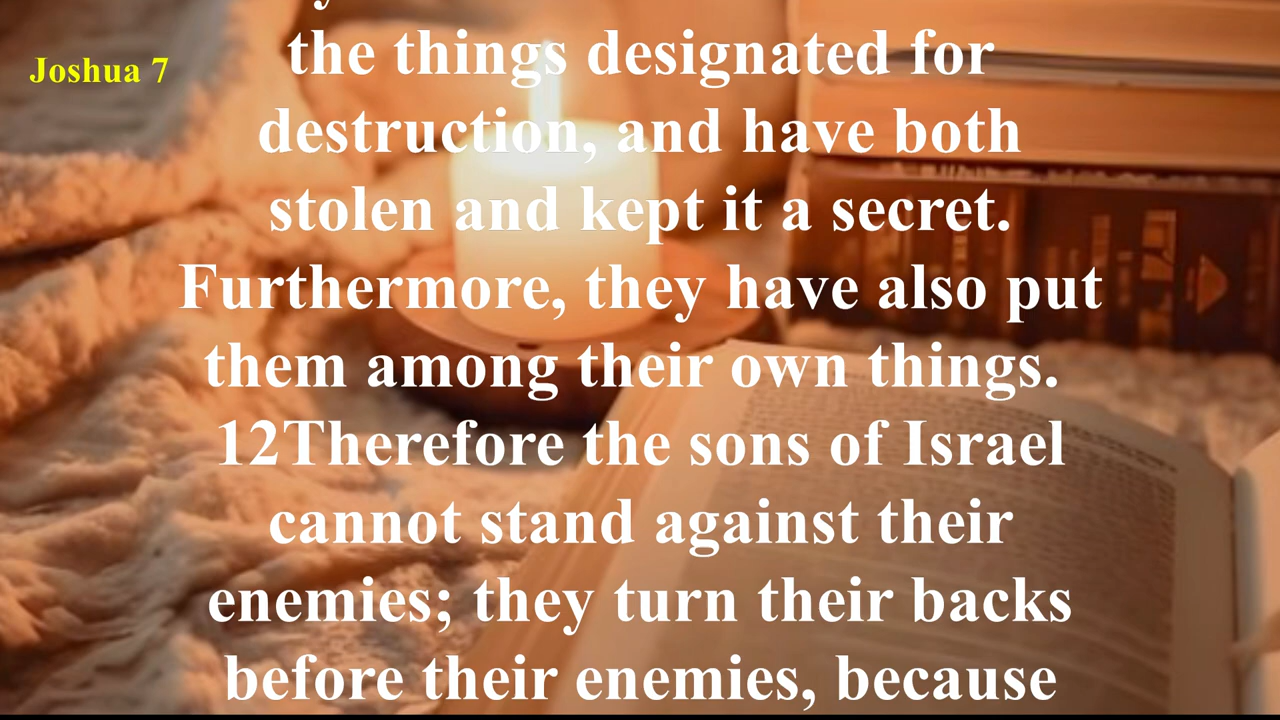 Joshua 7
the things designated for
destruction, and have both
stolen and kept it a secret.
Furthermore, they have also put
them among their own things.
12Therefore the sons of Israel
cannot stand against their
enemies; they turn their backs
before their enemies, because